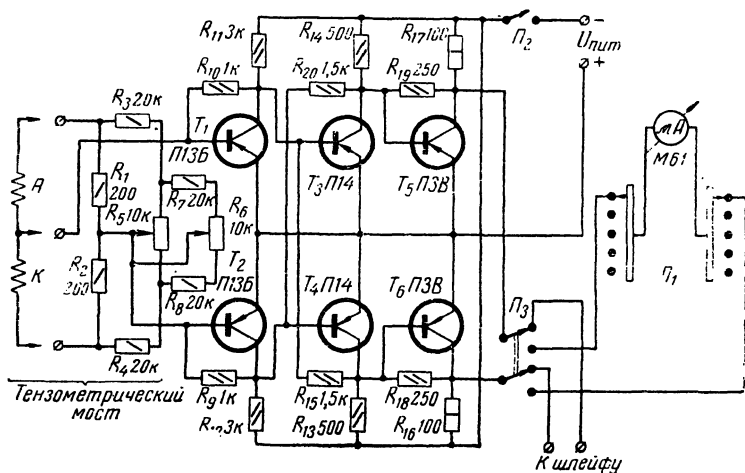 R₁₁ 3к
R₁₄ 500
R₁₇ 100
П₂
−
Uпит
+
R₁₀ 1к
R₂₀ 1,5к
R₁₉ 250
R₃ 20к
T₁
П13Б
T₃ П14
T₅ П3В
мА
М61
А
R₁
200
R₅ 10к
R₇ 20к
R₆
10к
К
R₂
200
R₈ 20к
T₂
П13Б
T₄ П14
T₆ П3В
П₁
П₃
R₄ 20к
R₉ 1к
R₁₅ 1,5к
R₁₈ 250
Тензометрический
мост
3к
R₁₃ 500
R₁₆ 100
К шлейфу